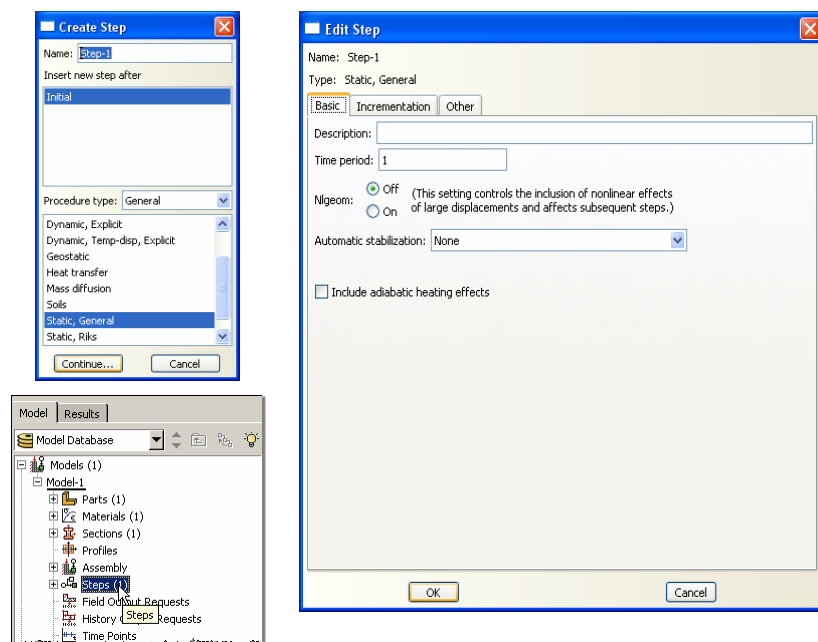 Create Step
Name: Step-1
Insert new step after
Initial
Procedure type: General
Dynamic, Explicit
Dynamic, Temp-disp, Explicit
Geostatic
Heat transfer
Mass diffusion
Soils
Static, General
Static, Riks
Continue... Cancel
Edit Step
Name: Step-1
Type: Static, General
Basic Incrementation Other
Description:
Time period: 1
Nlgeom: Off (This setting controls the inclusion of nonlinear effects
On of large displacements and affects subsequent steps.)
Automatic stabilization: None
Include adiabatic heating effects
OK Cancel
Model Results
Model Database
Models (1)
Model-1
Parts (1)
Materials (1)
Sections (1)
Profiles
Assembly
Steps (1)
Field Output Requests
History Requests
Steps
Time Points